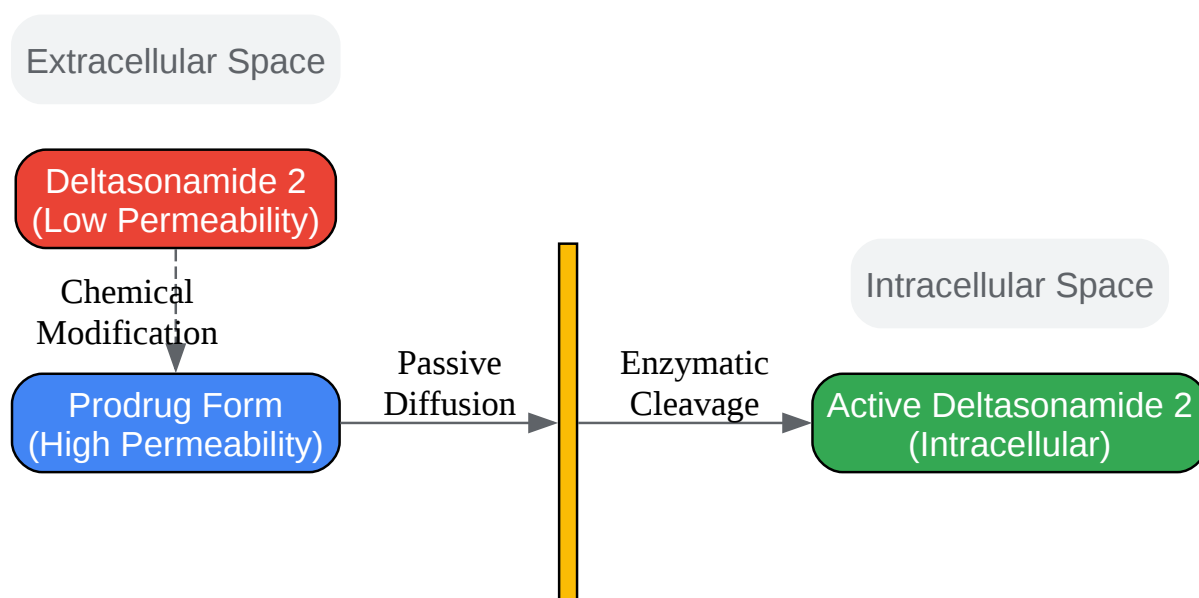 Extracellular Space
Deltasonamide 2
(Low Permeability)
Chemical
Modification
Prodrug Form
(High Permeability)
Passive
Diffusion
Enzymatic
Cleavage
Intracellular Space
Active Deltasonamide 2
(Intracellular)